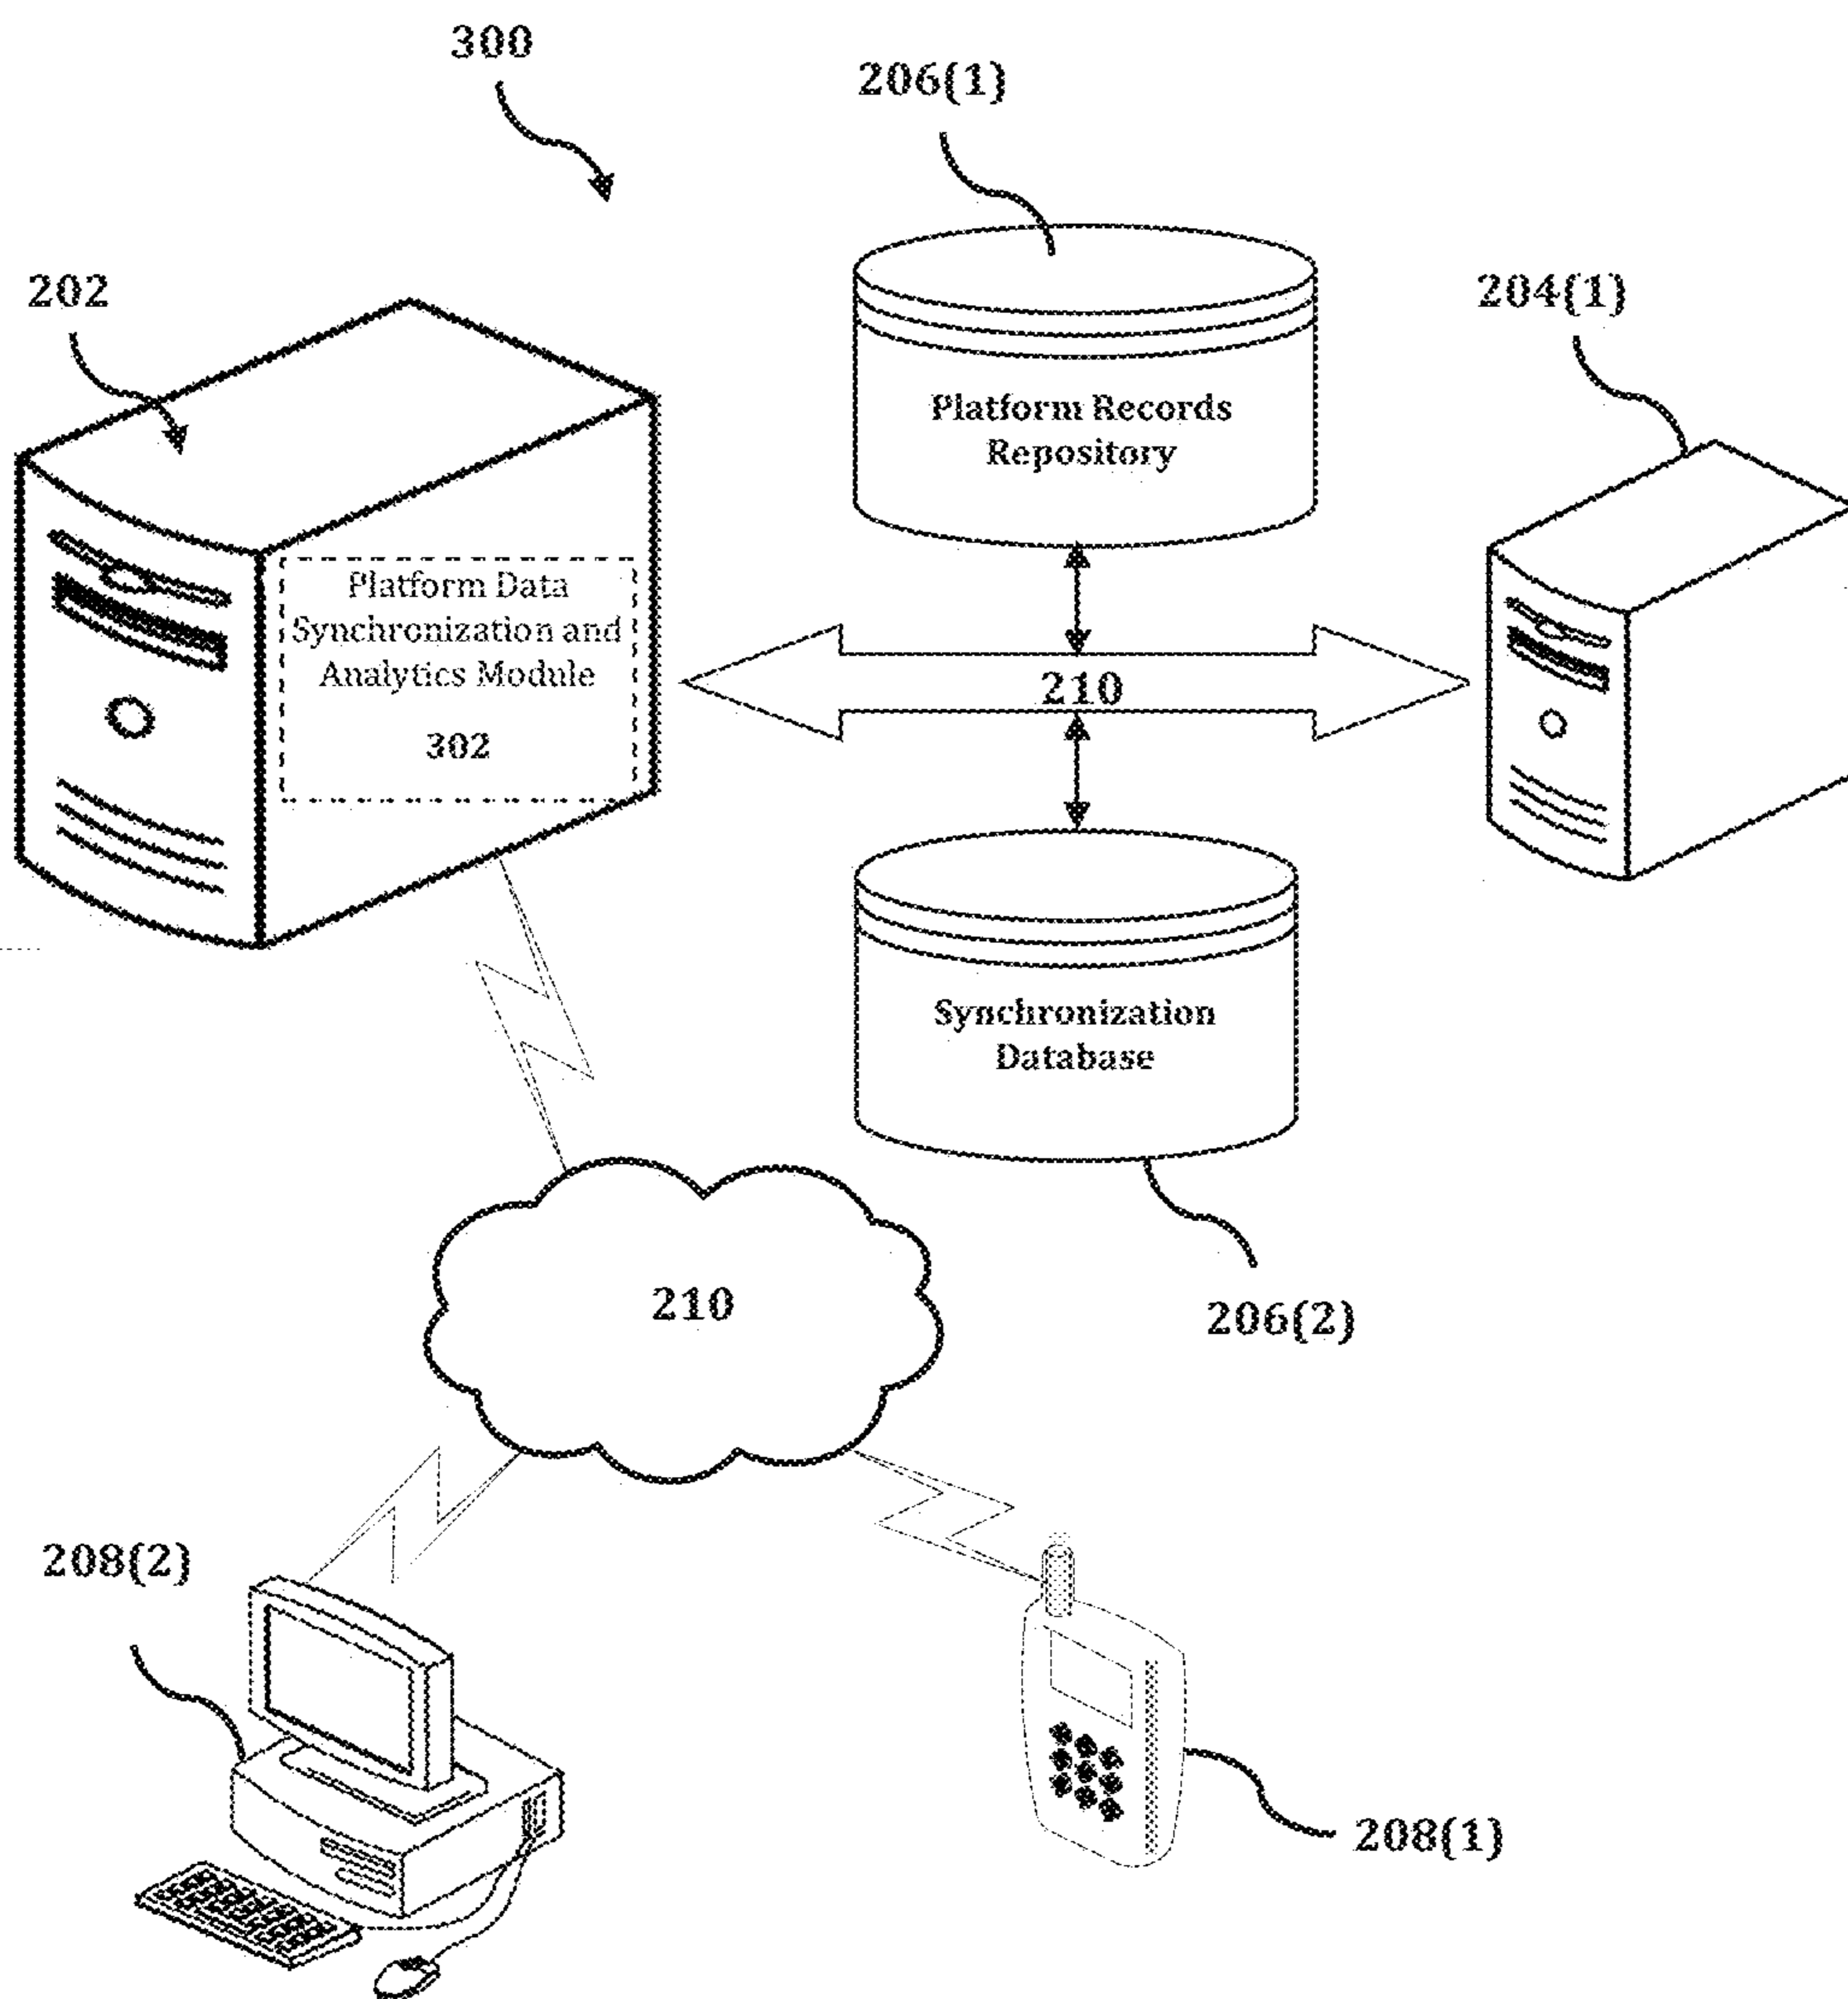 300
206(1)
202
204(1)
Platform Records
Repository
Platform Data
Synchronization and
Analytics Module
302
210
Synchronization
Database
206(2)
210
208(2)
208(1)